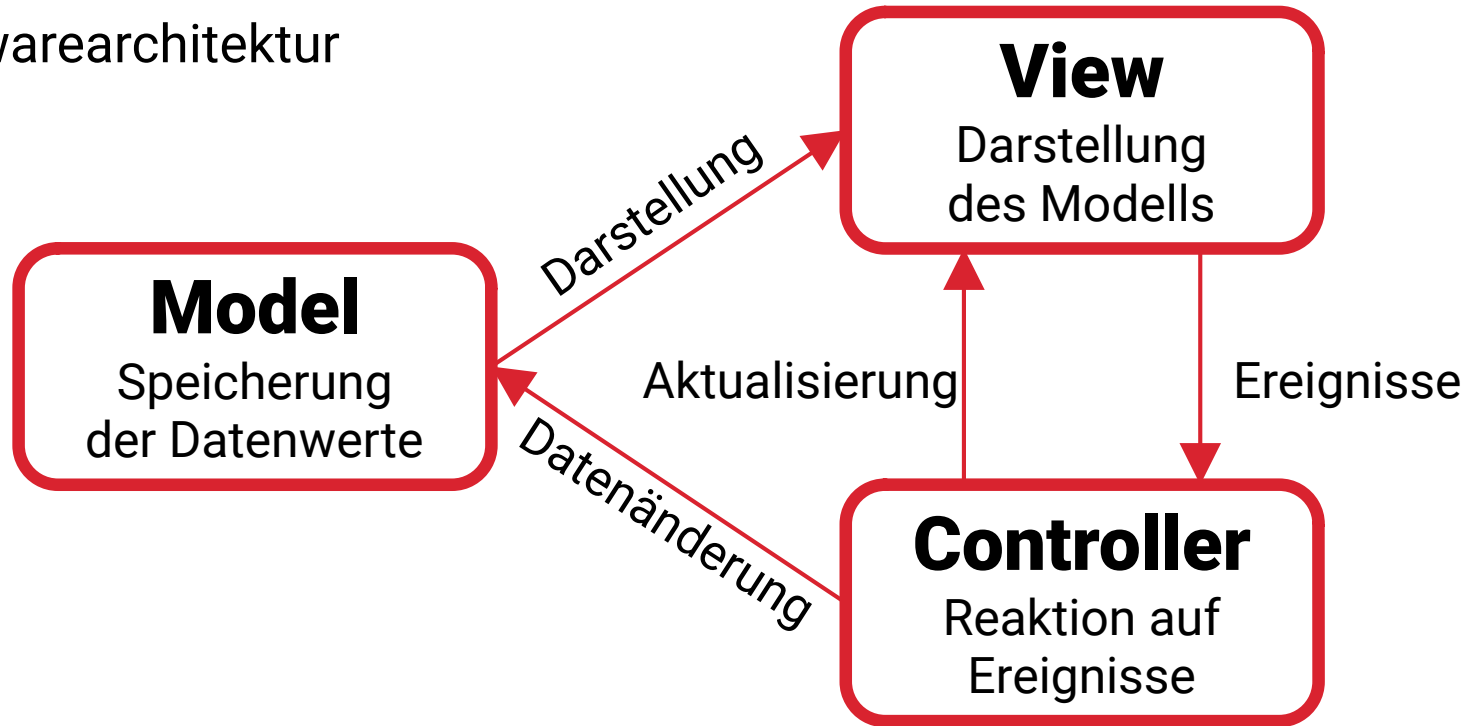 warearchitektur
View
Darstellung
des Modells
Darstellung
Model
Speicherung
der Datenwerte
Aktualisierung
Ereignisse
Datenänderung
Controller
Reaktion auf
Ereignisse